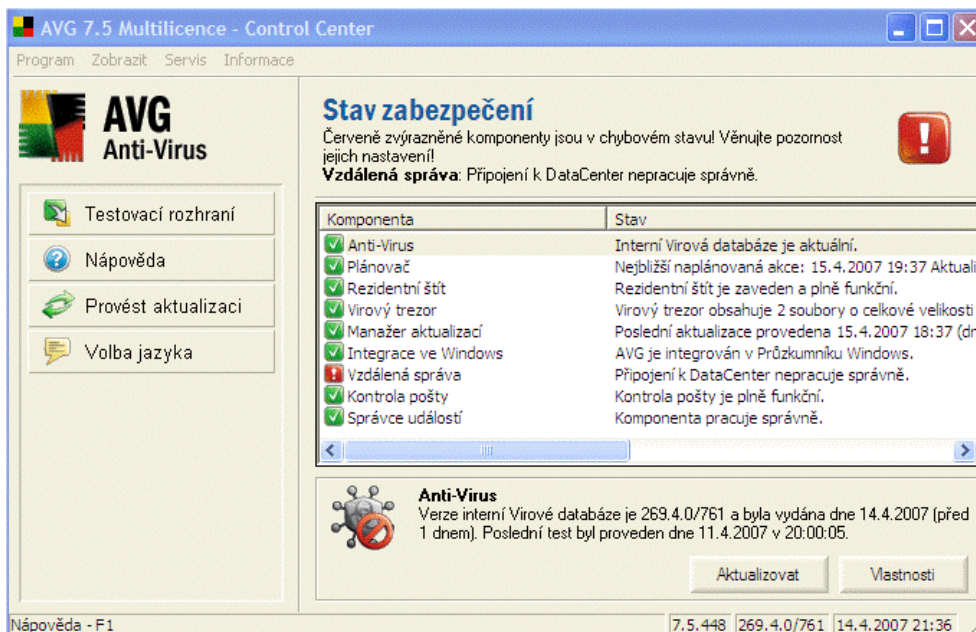 AVG 7.5 Multilicence - Control Center
Program Zobrazit Servis Informace
AVG
Anti-Virus
Testovací rozhraní
Nápověda
Provést aktualizaci
Volba jazyka
Stav zabezpečení
Červeně zvýrazněné komponenty jsou v chybovém stavu! Věnujte pozornost
jejich nastavení!
Vzdálená správa: Připojení k DataCenter nepracuje správně.
Komponenta Stav
Anti-Virus Interní Virová databáze je aktuální.
Plánovač Nejbližší naplánovaná akce: 15.4.2007 19:37 Aktuali
Rezidentní štít Rezidentní štít je zaveden a plně funkční.
Virový trezor Virový trezor obsahuje 2 soubory o celkové velikosti
Manažer aktualizací Poslední aktualizace provedena 15.4.2007 18:37 (dn
Integrace ve Windows AVG je integrován v Průzkumníku Windows.
Vzdálená správa Připojení k DataCenter nepracuje správně.
Kontrola pošty Kontrola pošty je plně funkční.
Správce událostí Komponenta pracuje správně.
Anti-Virus
Verze interní Virové databáze je 269.4.0/761 a byla vydána dne 14.4.2007 (před
1 dnem). Poslední test byl proveden dne 11.4.2007 v 20:00:05.
Aktualizovat Vlastnosti
Nápověda - F1 7.5.448 269.4.0/761 14.4.2007 21:36